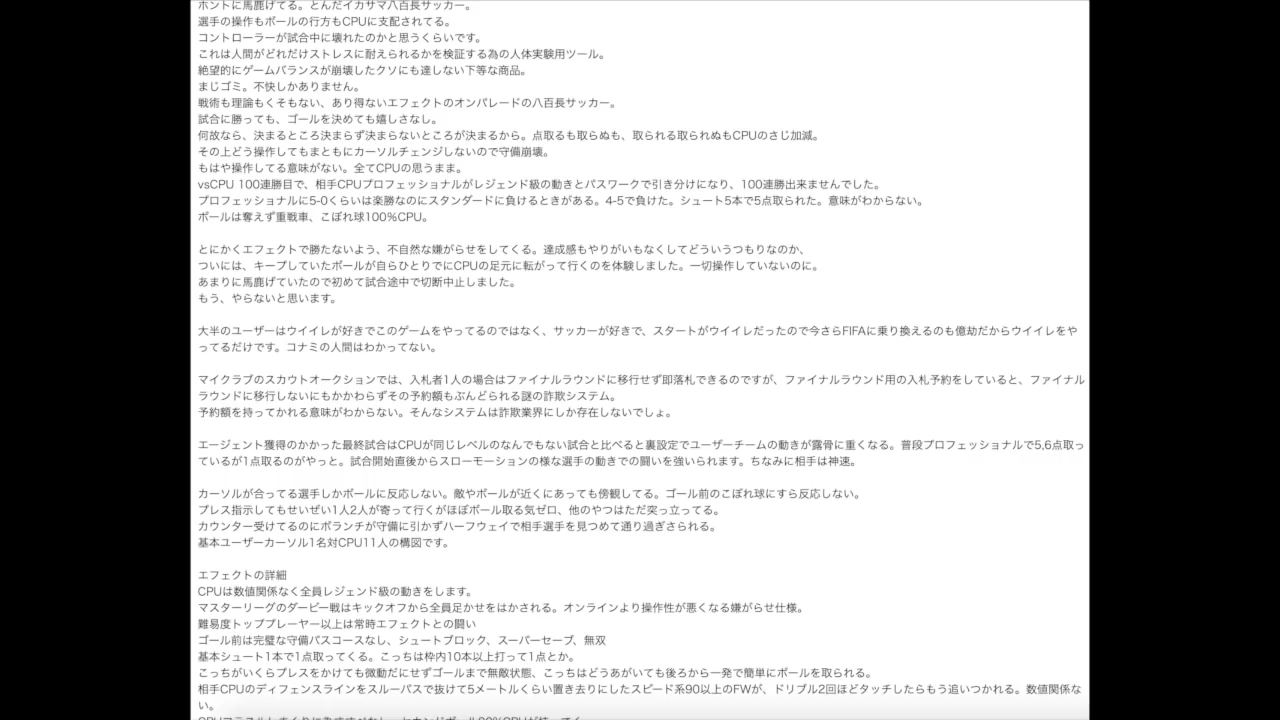 ホントに馬鹿げてる。とんだイカサマ八百長サッカー。
選手の操作もボールの行方もCPUに支配されてる。
コントローラーが試合中に壊れたのかと思うくらいです。
これは人間がどれだけストレスに耐えられるかを検証する為の人体実験用ツール。
絶望的にゲームバランスが崩壊したクソにも達しない下等な商品。
まじゴミ。不快しかありません。
戦術も理論もくそもない、あり得ないエフェクトのオンパレードの八百長サッカー。
試合に勝っても、ゴールを決めても嬉しさなし。
何故なら、決まるところ決まらず決まらないところが決まるから。点取るも取らぬも、取られる取られぬもCPUのさじ加減。
その上どう操作してもまともにカーソルチェンジしないので守備崩壊。
もはや操作してる意味がない。全てCPUの思うまま。
vsCPU 100連勝目で、相手CPUプロフェッショナルがレジェンド級の動きとパスワークで引き分けになり、100連勝出来ませんでした。
プロフェッショナルに5-0くらいは楽勝なのにスタンダードに負けるときがある。4-5で負けた。シュート5本で5点取られた。意味がわからない。
ボールは奪えず重戦車、こぼれ球100%CPU。
とにかくエフェクトで勝たないよう、不自然な嫌がらせをしてくる。達成感もやりがいもなくしてどういうつもりなのか、
ついには、キープしていたボールが自らひとりでにCPUの足元に転がって行くのを体験しました。一切操作していないのに。
あまりに馬鹿げていたので初めて試合途中で切断中止しました。
もう、やらないと思います。
大半のユーザーはウイイレが好きでこのゲームをやってるのではなく、サッカーが好きで、スタートがウイイレだったので今さらFIFAに乗り換えるのも億劫だからウイイレをや
ってるだけです。コナミの人間はわかってない。
マイクラブのスカウトオークションでは、入札者1人の場合はファイナルラウンドに移行せず即落札できるのですが、ファイナルラウンド用の入札予約をしていると、ファイナル
ラウンドに移行しないにもかかわらずその予約額もぶんどられる謎の詐欺システム。
予約額を持ってかれる意味がわからない。そんなシステムは詐欺業界にしか存在しないでしょ。
エージェント獲得のかかった最終試合はCPUが同じレベルのなんでもない試合と比べると裏設定でユーザーチームの動きが露骨に重くなる。普段プロフェッショナルで5,6点取っ
ているが1点取るのがやっと。試合開始直後からスローモーションの様な選手の動きでの闘いを強いられます。ちなみに相手は神速。
カーソルが合ってる選手しかボールに反応しない。敵やボールが近くにあっても傍観してる。ゴール前のこぼれ球にすら反応しない。
プレス指示してもせいぜい1人2人が寄って行くがほぼボール取る気ゼロ、他のやつはただ突っ立ってる。
カウンター受けてるのにボランチが守備に引かずハーフウェイで相手選手を見つめて通り過ぎさられる。
基本ユーザーカーソル1名対CPU11人の構図です。
エフェクトの詳細
CPUは数値関係なく全員レジェンド級の動きをします。
マスターリーグのダービー戦はキックオフから全員足かせをはかされる。オンラインより操作性が悪くなる嫌がらせ仕様。
難易度トッププレーヤー以上は常時エフェクトとの闘い
ゴール前は完璧な守備パスコースなし、シュートブロック、スーパーセーブ、無双
基本シュート1本で1点取ってくる。こっちは枠内10本以上打って1点とか。
こっちがいくらプレスをかけても微動だにせずゴールまで無敵状態、こっちはどうあがいても後ろから一発で簡単にボールを取られる。
相手CPUのディフェンスラインをスルーパスで抜けて5メートルくらい置き去りにしたスピード系90以上のFWが、ドリブル2回ほどタッチしたらもう追いつかれる。数値関係な
い。